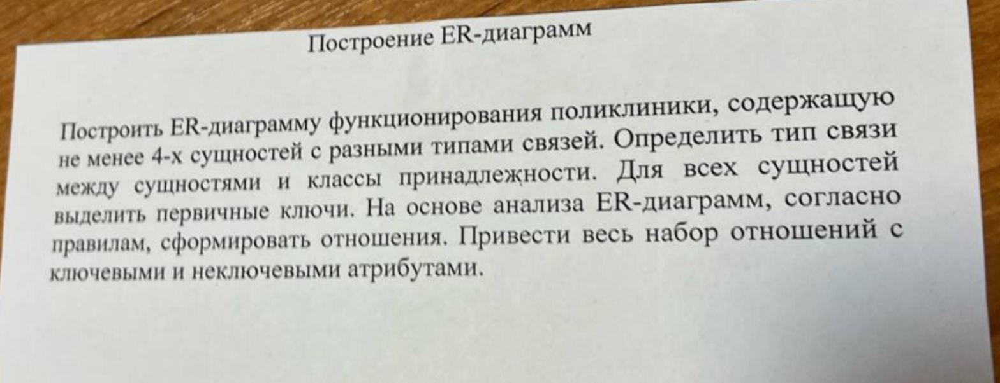 Построение ER-диаграмм
Построить ER-диаграмму функционирования поликлиники, содержащую
не менее 4-х сущностей с разными типами связей. Определить тип связи
между сущностями и классы принадлежности. Для всех сущностей
выделить первичные ключи. На основе анализа ER-диаграмм, согласно
правилам, сформировать отношения. Привести весь набор отношений с
ключевыми и неключевыми атрибутами.